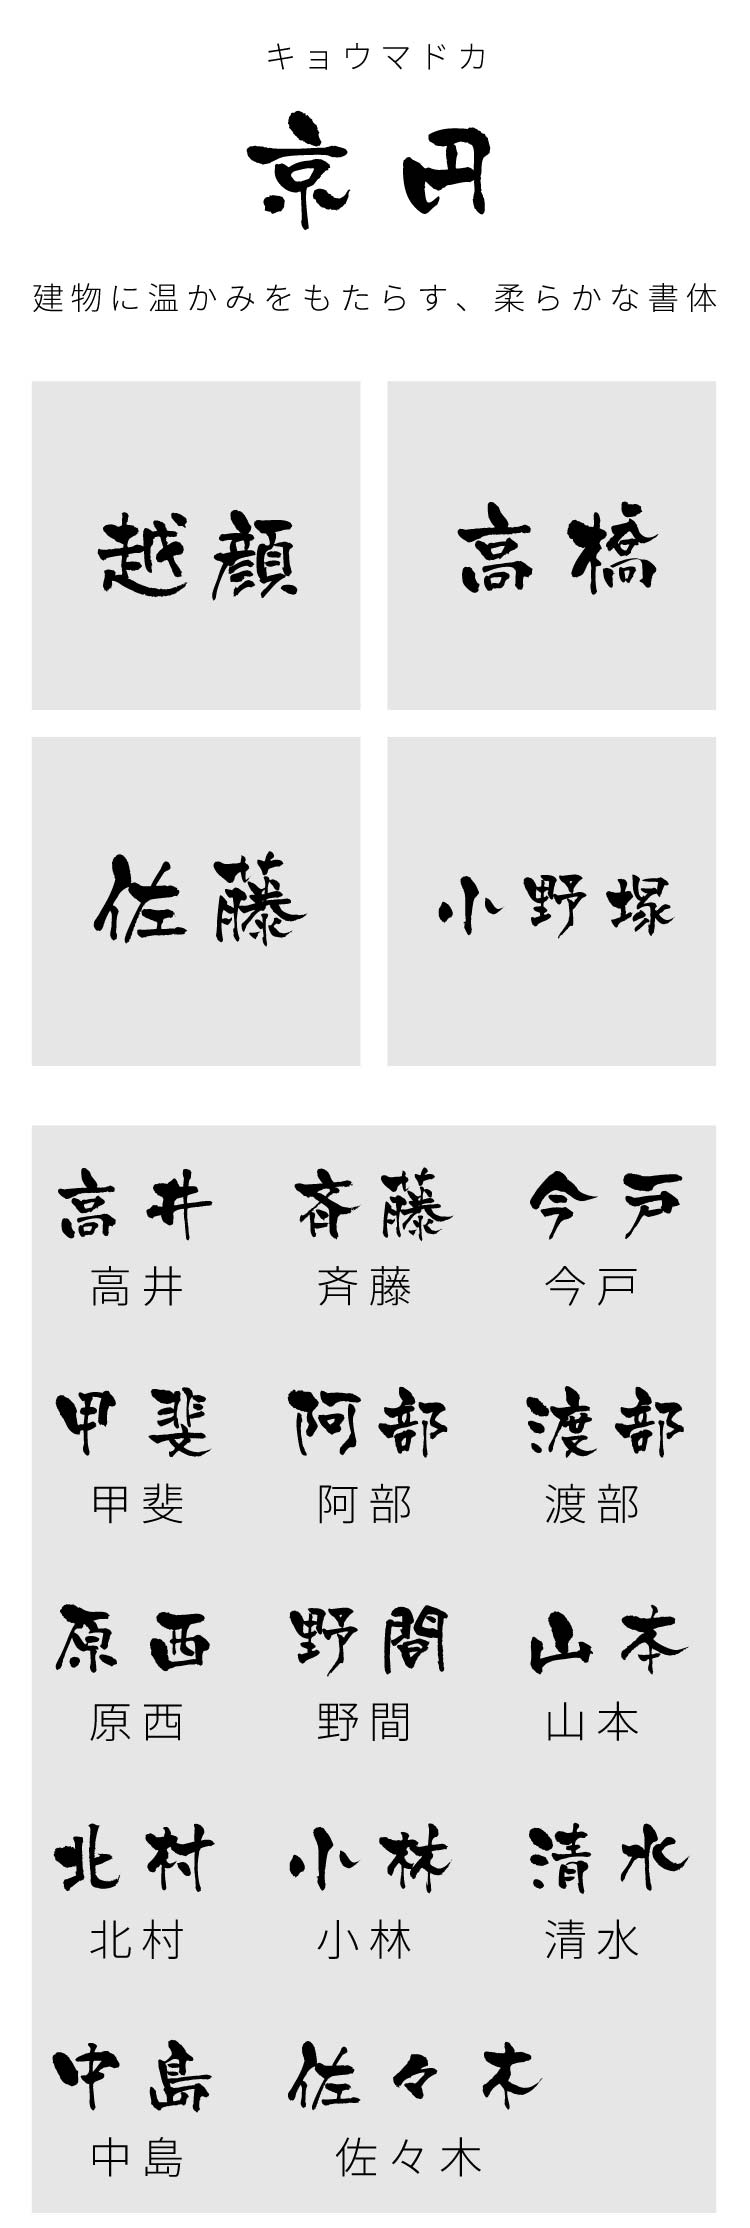 キョウマドカ
京円
建物に温かみをもたらす、柔らかな書体
越顔
高橋
佐藤
小野塚
高井 斉藤 今戸
高井 斉藤 今戸
甲斐 阿部 渡部
甲斐 阿部 渡部
原西 野間 山本
原西 野間 山本
北村 小林 清水
北村 小林 清水
中島 佐々木
中島 佐々木